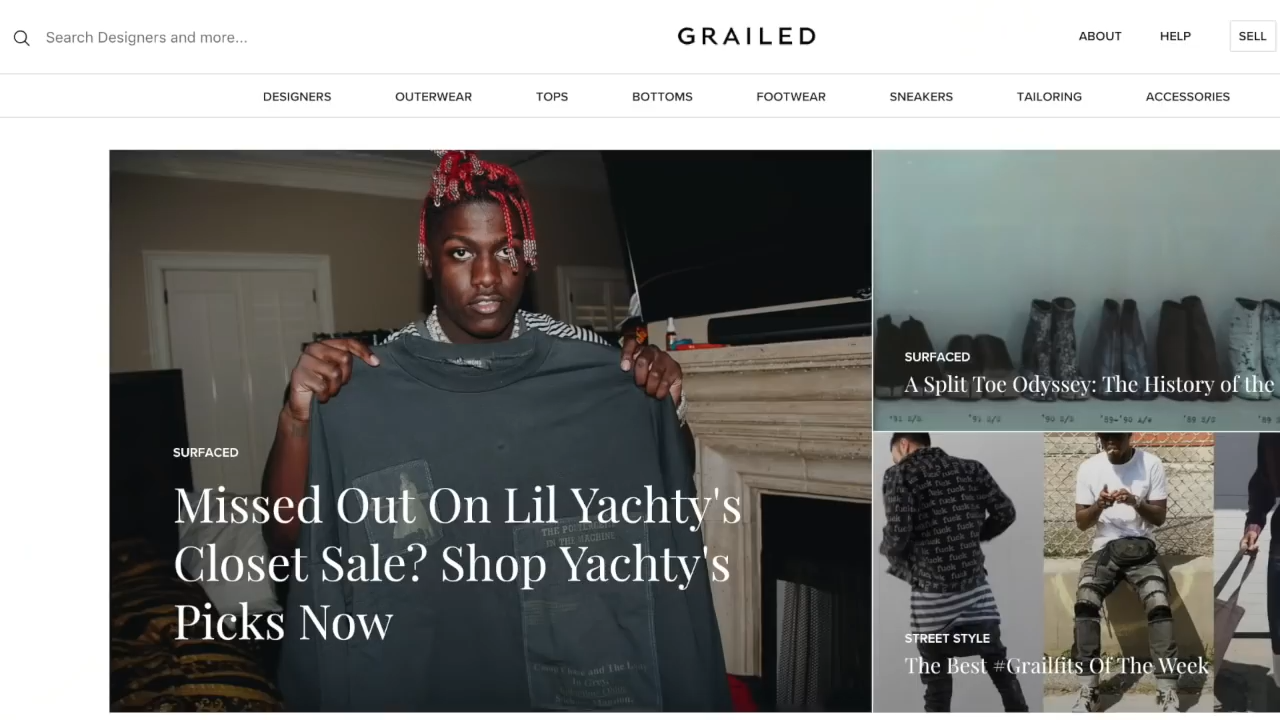 Search Designers and more...
GRAILED
ABOUT
HELP
SELL
DESIGNERS
OUTERWEAR
TOPS
BOTTOMS
FOOTWEAR
SNEAKERS
TAILORING
ACCESSORIES
SURFACED
Missed Out On Lil Yachty's
Closet Sale? Shop Yachty's
Picks Now
SURFACED
A Split Toe Odyssey: The History of the
STREET STYLE
The Best #Grailfits Of The Week